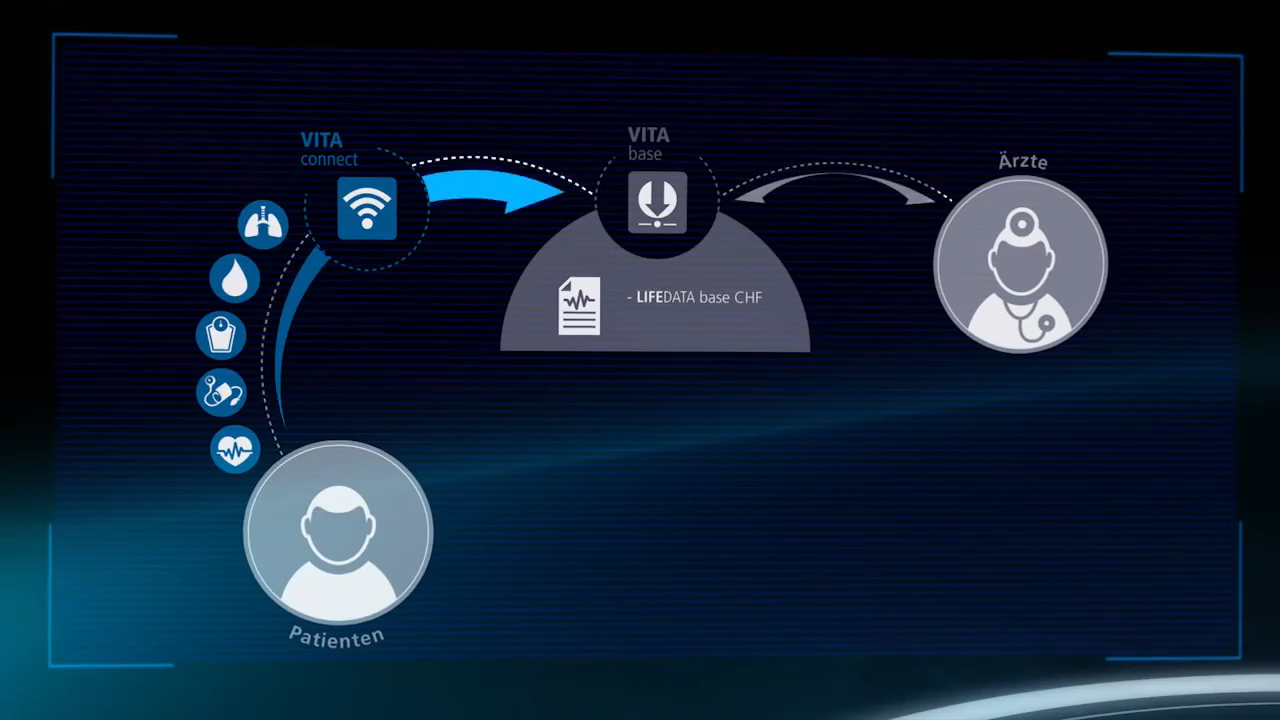 VITA
connect
VITA
base
Ärzte
- LIFEDATA base CHF
Patienten